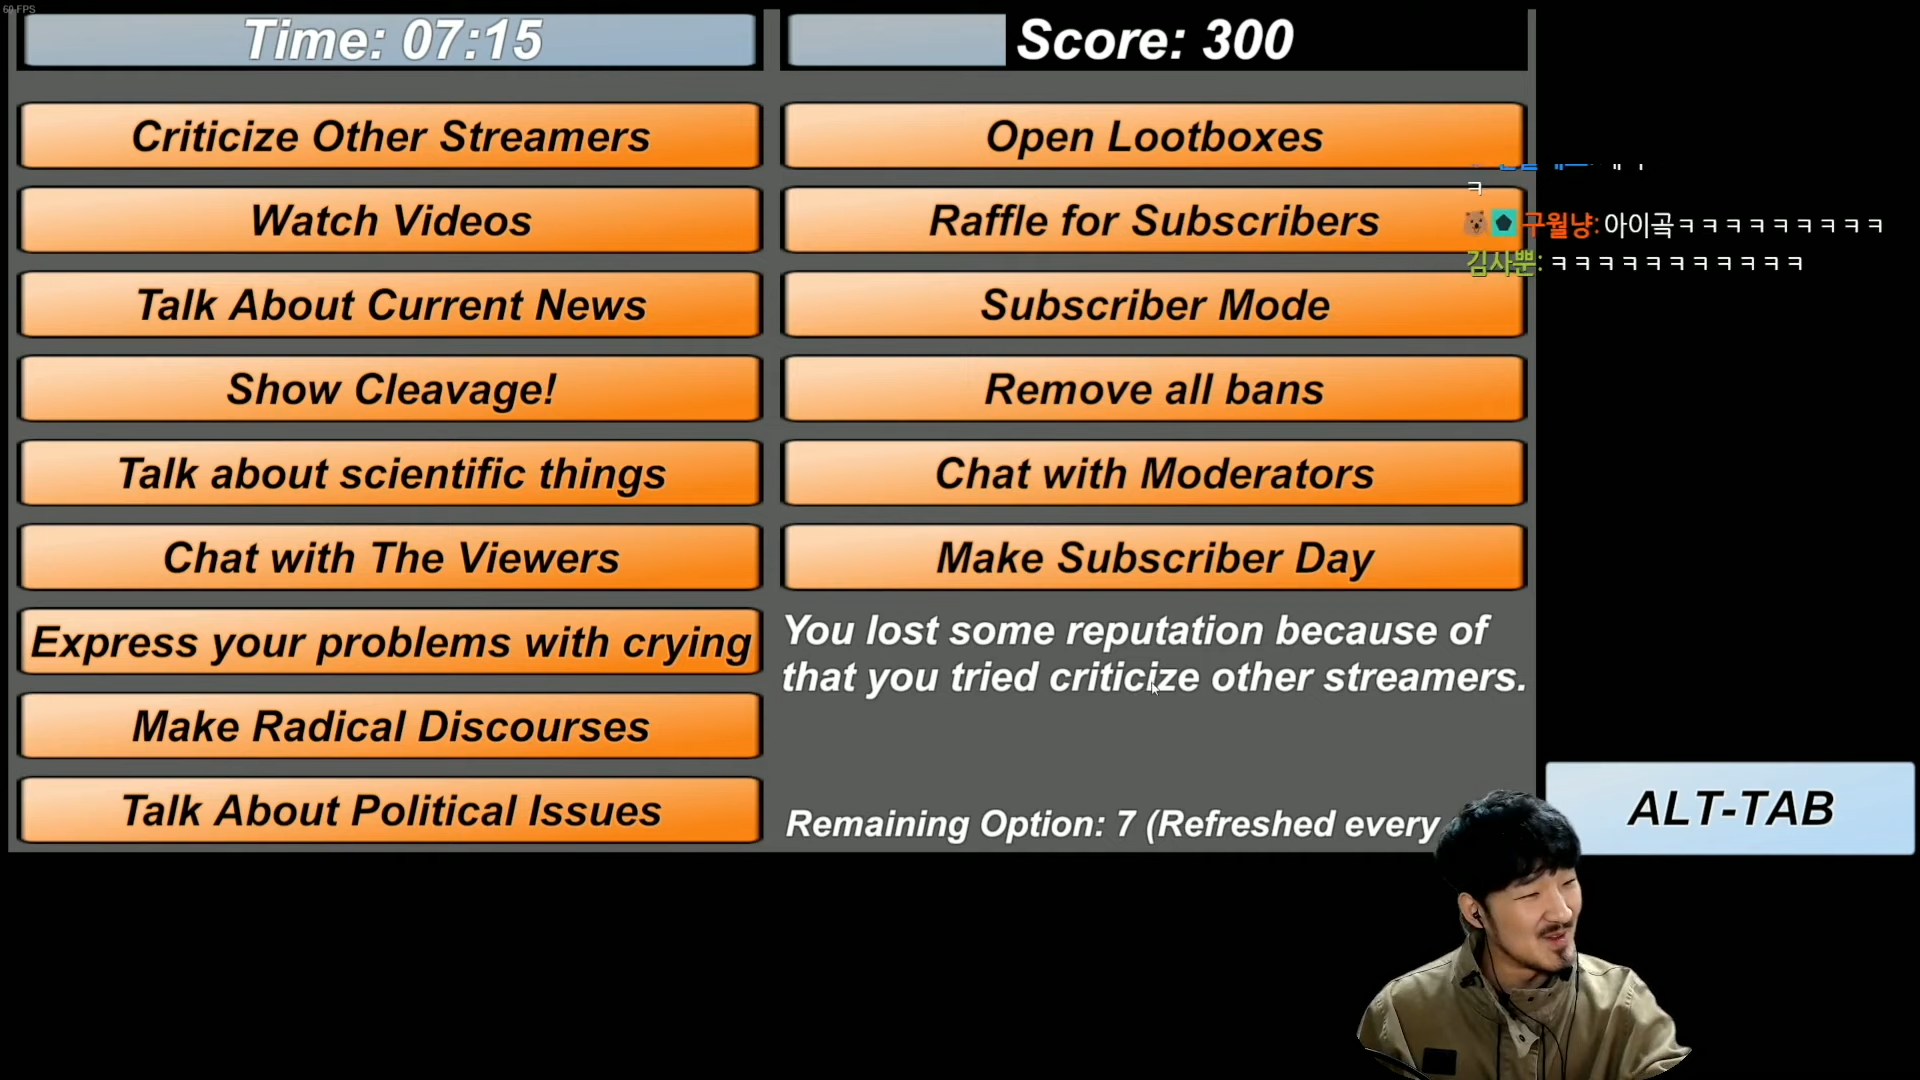 60 FPS
Time: 07:15
Score: 300
Criticize Other Streamers
Open Lootboxes
Watch Videos
Raffle for Subscribers
Talk About Current News
Subscriber Mode
Show Cleavage!
Remove all bans
Talk about scientific things
Chat with Moderators
Chat with The Viewers
Make Subscriber Day
Express your problems with crying
Make Radical Discourses
Talk About Political Issues
You lost some reputation because of
that you tried criticize other streamers.
Remaining Option: 7 (Refreshed every
ALT-TAB
ㅋ
구월냥: 아이곸ㅋㅋㅋㅋㅋㅋㅋㅋㅋ
김사뿐: ㅋㅋㅋㅋㅋㅋㅋㅋㅋㅋㅋ